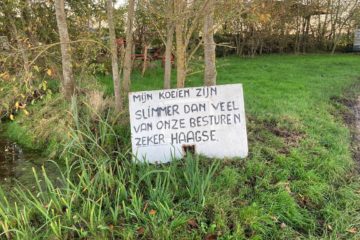 MIJN KOEIEN ZIJN
SLIMMER DAN VEEL
VAN ONZE BESTUREN
ZEKER HAAGSE.